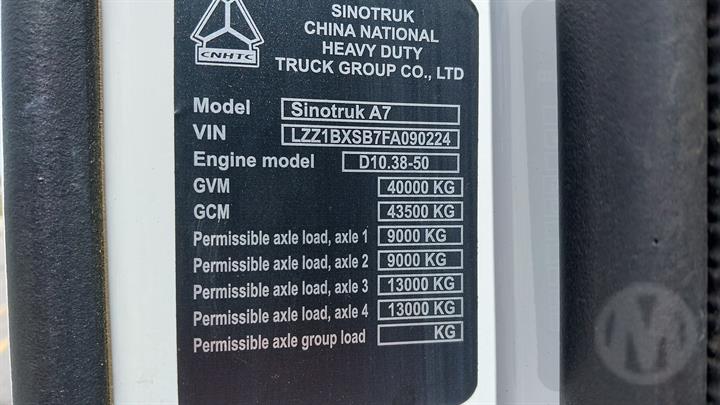 CNHTC
SINOTRUK
CHINA NATIONAL
HEAVY DUTY
TRUCK GROUP CO., LTD
Model Sinotruk A7
VIN LZZ1BXSB7FA090224
Engine model D10.38-50
GVM 40000 KG
GCM 43500 KG
Permissible axle load, axle 1 9000 KG
Permissible axle load, axle 2 9000 KG
Permissible axle load, axle 3 13000 KG
Permissible axle load, axle 4 13000 KG
Permissible axle group load KG
M